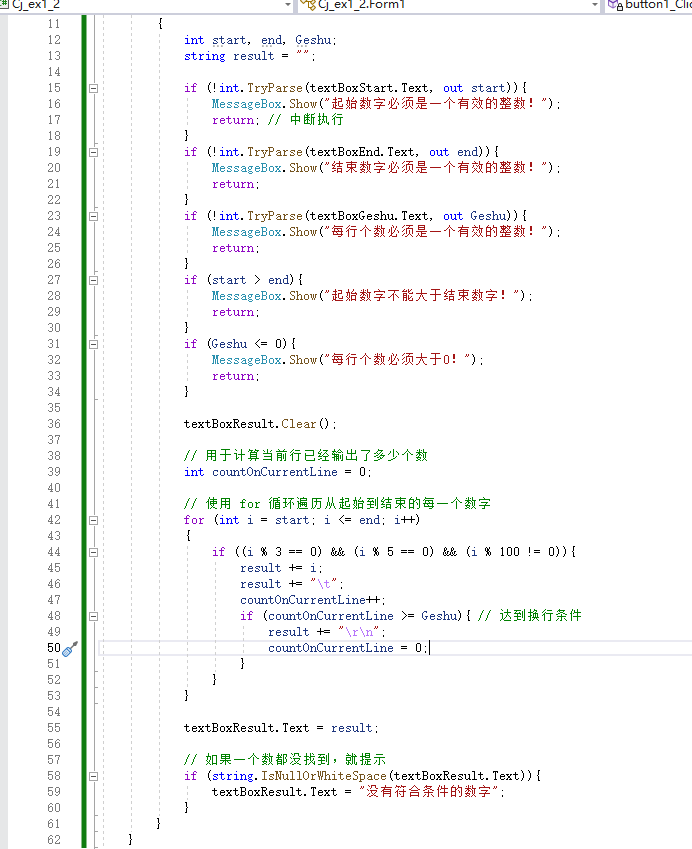 Cj_ex1_2 Cj_ex1_2.Form1 button1_Clic
11 {
12 int start, end, Geshu;
13 string result = "";
14
15 if (!int.TryParse(textBoxStart.Text, out start)){
16 MessageBox.Show("起始数字必须是一个有效的整数！");
17 return; // 中断执行
18 }
19 if (!int.TryParse(textBoxEnd.Text, out end)){
20 MessageBox.Show("结束数字必须是一个有效的整数！");
21 return;
22 }
23 if (!int.TryParse(textBoxGeshu.Text, out Geshu)){
24 MessageBox.Show("每行个数必须是一个有效的整数！");
25 return;
26 }
27 if (start > end){
28 MessageBox.Show("起始数字不能大于结束数字！");
29 return;
30 }
31 if (Geshu <= 0){
32 MessageBox.Show("每行个数必须大于0！");
33 return;
34 }
35
36 textBoxResult.Clear();
37
38 // 用于计算当前行已经输出了多少个数
39 int countOnCurrentLine = 0;
40
41 // 使用 for 循环遍历从起始到结束的每一个数字
42 for (int i = start; i <= end; i++)
43 {
44 if ((i % 3 == 0) && (i % 5 == 0) && (i % 100 != 0)){
45 result += i;
46 result += "\t";
47 countOnCurrentLine++;
48 if (countOnCurrentLine >= Geshu){ // 达到换行条件
49 result += "\r\n";
50 countOnCurrentLine = 0;
51 }
52 }
53 }
54
55 textBoxResult.Text = result;
56
57 // 如果一个数都没找到，就提示
58 if (string.IsNullOrWhiteSpace(textBoxResult.Text)){
59 textBoxResult.Text = "没有符合条件的数字";
60 }
61 }
62 }